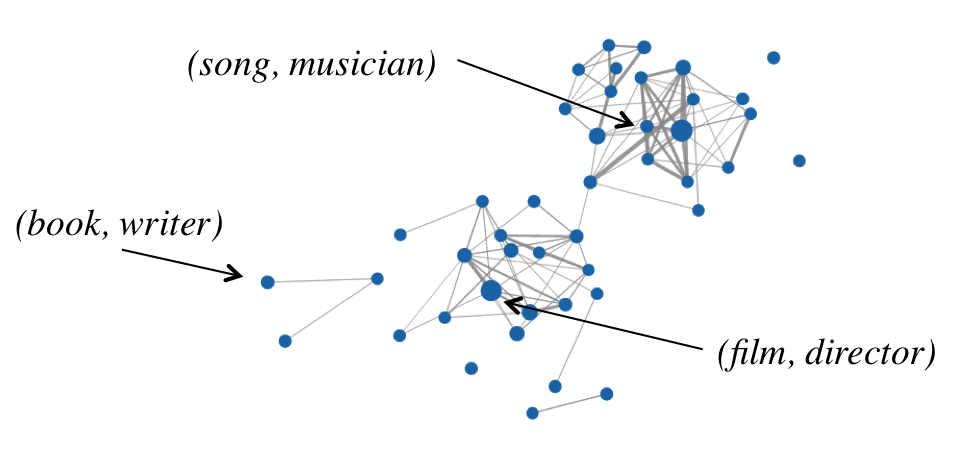 (song, musician)
(book, writer)
(film, director)